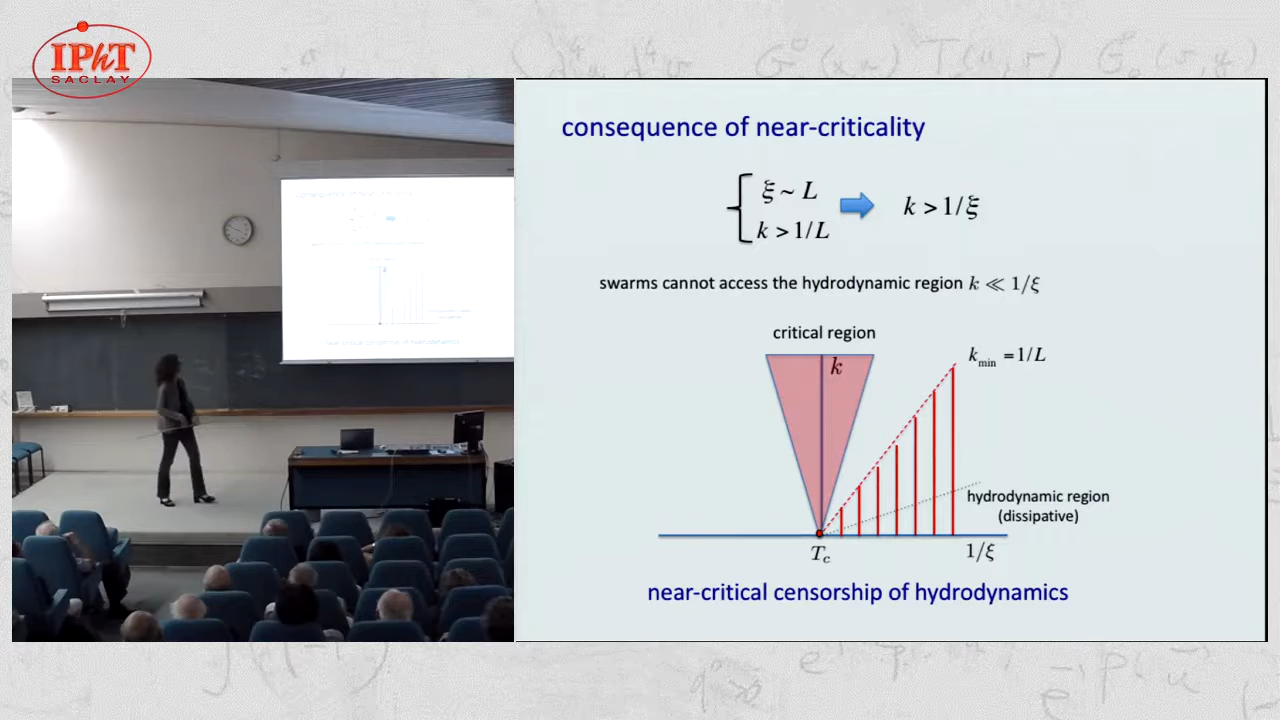 IPhT
SACLAY
consequence of near-criticality
ξ ~ L
k > 1/L
k > 1/ξ
swarms cannot access the hydrodynamic region k ≪ 1/ξ
critical region
k
k_min = 1/L
hydrodynamic region
(dissipative)
T_c
1/ξ
near-critical censorship of hydrodynamics